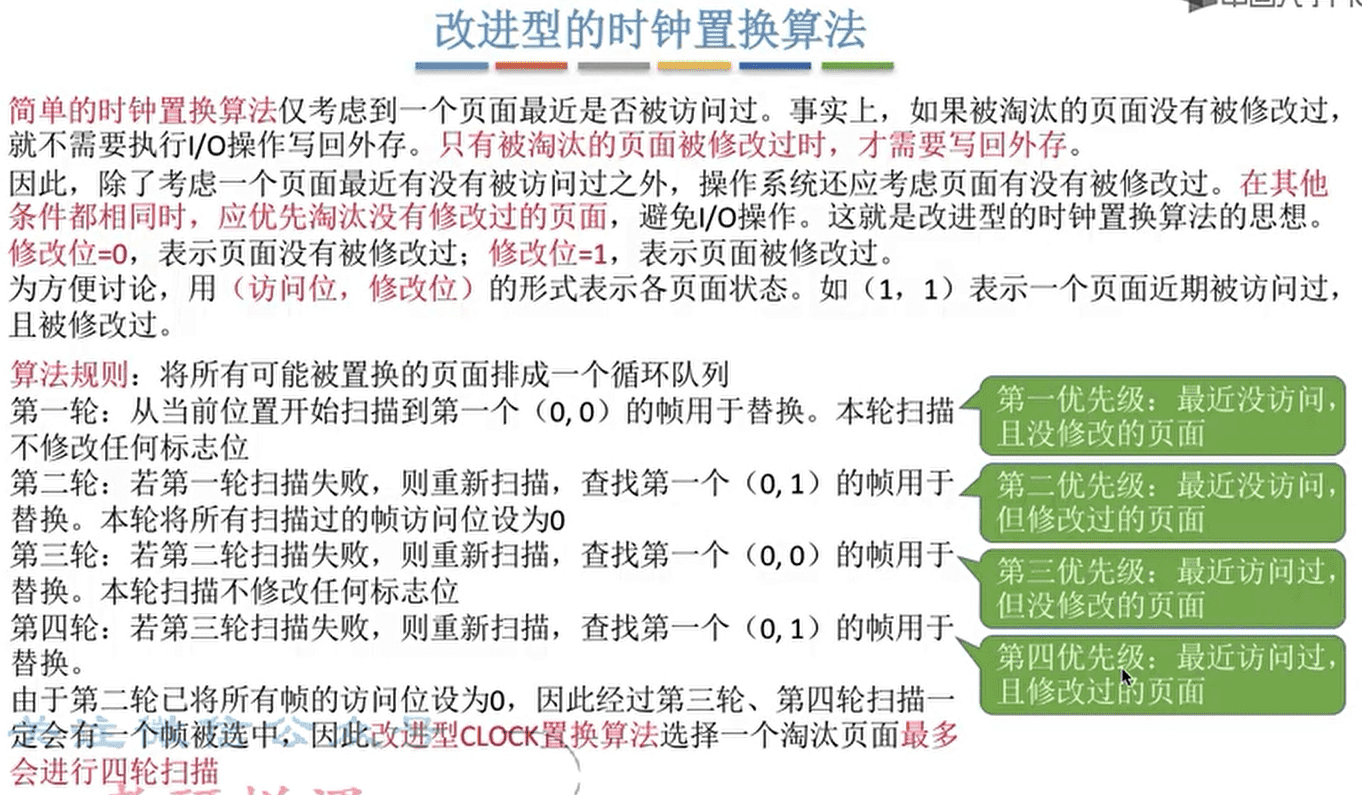 改进型的时钟置换算法
简单的时钟置换算法仅考虑到一个页面最近是否被访问过。事实上，如果被淘汰的页面没有被修改过，
就不需要执行I/O操作写回外存。只有被淘汰的页面被修改过时，才需要写回外存。
因此，除了考虑一个页面最近有没有被访问过之外，操作系统还应考虑页面有没有被修改过。在其他
条件都相同时，应优先淘汰没有修改过的页面，避免I/O操作。这就是改进型的时钟置换算法的思想。
修改位=0，表示页面没有被修改过；修改位=1，表示页面被修改过。
为方便讨论，用（访问位，修改位）的形式表示各页面状态。如（1，1）表示一个页面近期被访问过，
且被修改过。
算法规则：将所有可能被置换的页面排成一个循环队列
第一轮：从当前位置开始扫描到第一个（0, 0）的帧用于替换。本轮扫描
不修改任何标志位
第二轮：若第一轮扫描失败，则重新扫描，查找第一个（0, 1）的帧用于
替换。本轮将所有扫描过的帧访问位设为0
第三轮：若第二轮扫描失败，则重新扫描，查找第一个（0, 0）的帧用于
替换。本轮扫描不修改任何标志位
第四轮：若第三轮扫描失败，则重新扫描，查找第一个（0, 1）的帧用于
替换。
由于第二轮已将所有帧的访问位设为0，因此经过第三轮、第四轮扫描一
定会有一个帧被选中，因此改进型CLOCK置换算法选择一个淘汰页面最多
会进行四轮扫描
第一优先级：最近没访问，
且没修改的页面
第二优先级：最近没访问，
但修改过的页面
第三优先级：最近访问过，
但没修改的页面
第四优先级：最近访问过，
且修改过的页面
关注微信公众号